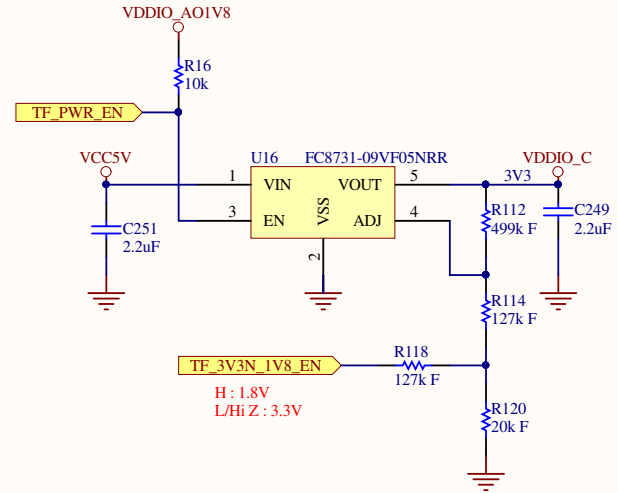 VDDIO_AO1V8
R16
10k
TF_PWR_EN
VCC5V
U16
FC8731-09VF05NRR
VDDIO_C
1
VIN
VOUT
5
3V3
3
EN
VSS
ADJ
4
2
C251
2.2uF
R112
499k F
C249
2.2uF
R114
127k F
TF_3V3N_1V8_EN
R118
127k F
H : 1.8V
L/Hi Z : 3.3V
R120
20k F